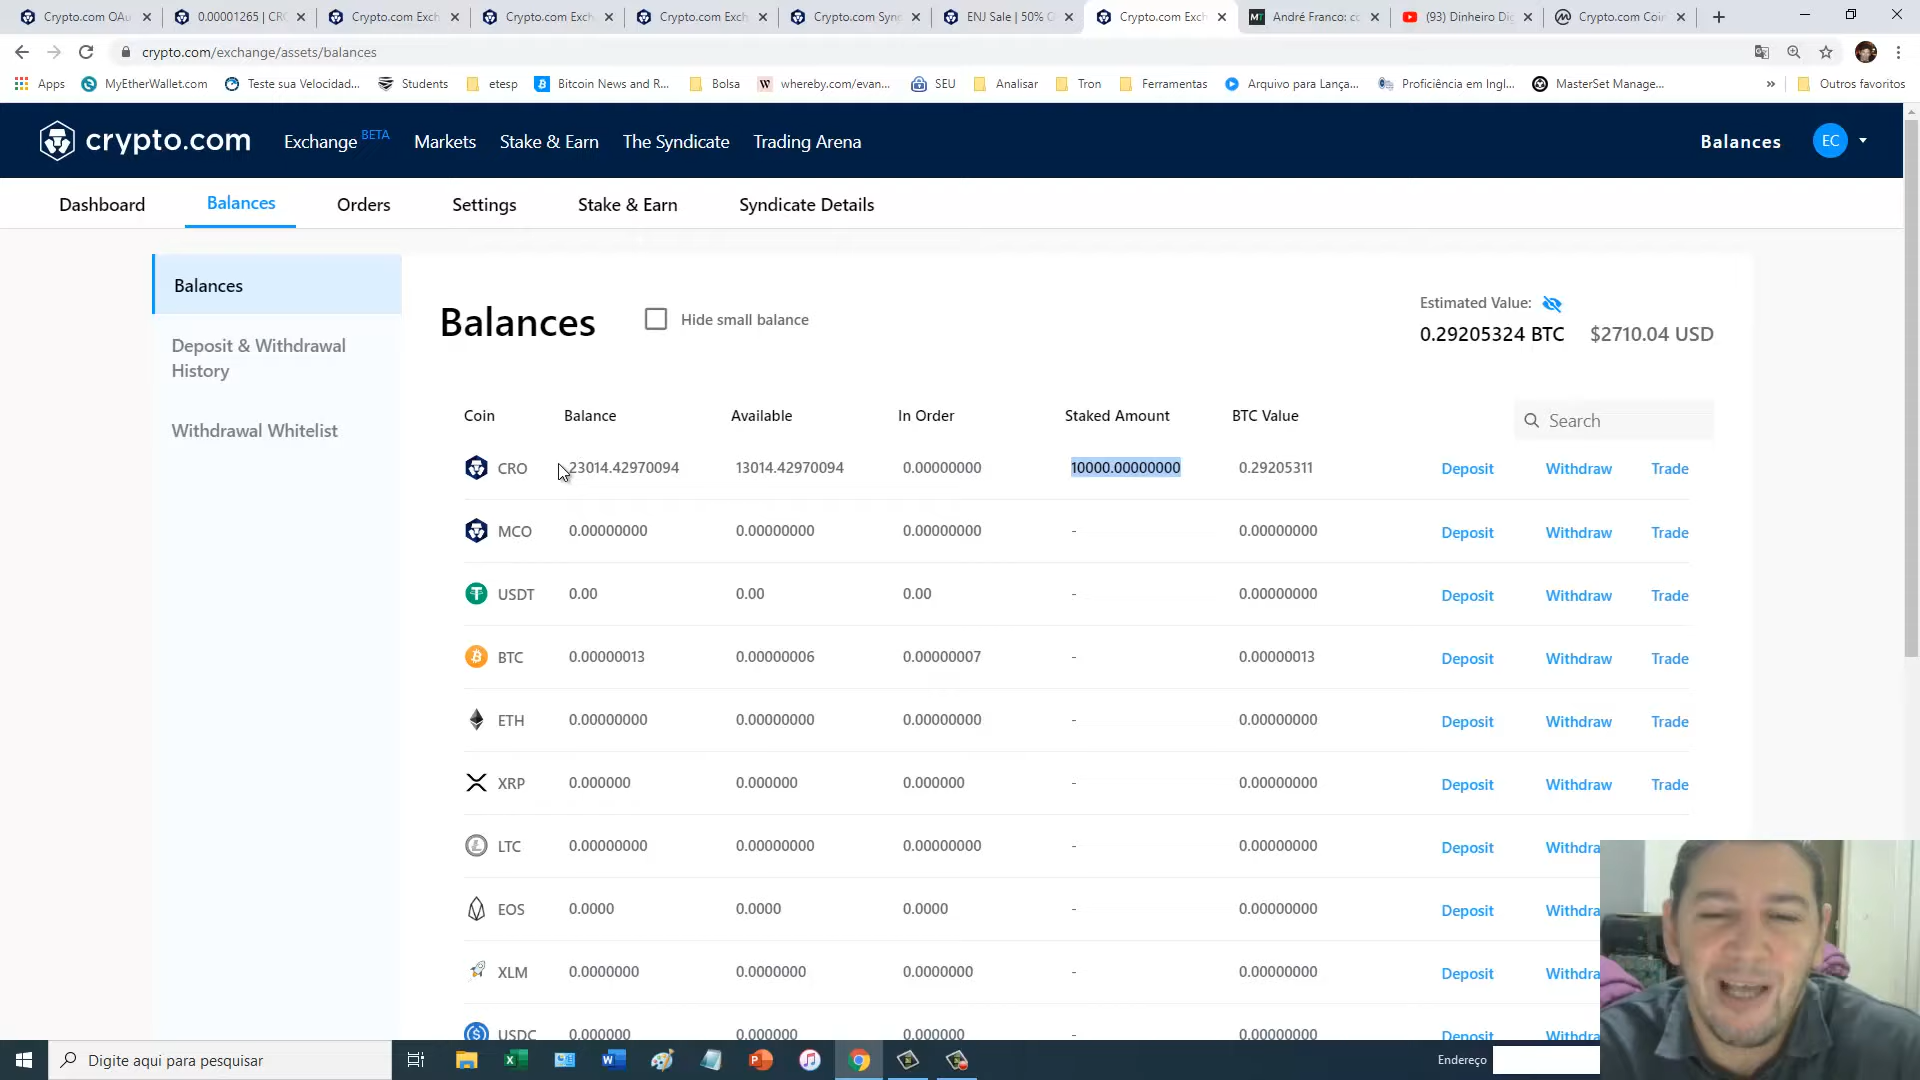 Crypto.com OAu
0.00001265 | CR
Crypto.com Exch
Crypto.com Exch
Crypto.com Exch
Crypto.com Syn
ENJ Sale | 50%
Crypto.com Exch
André Franco: c
(93) Dinheiro Di
Crypto.com Coi
crypto.com/exchange/assets/balances
Apps
MyEtherWallet.com
Teste sua Velocidad...
Students
etesp
Bitcoin News and R...
Bolsa
whereby.com/evan...
SEU
Analisar
Tron
Ferramentas
Arquivo para Lança...
Proficiência em Ingl...
MasterSet Manage...
»
Outros favoritos
crypto.com
Exchange BETA
Markets
Stake & Earn
The Syndicate
Trading Arena
Balances
EC
Dashboard
Balances
Orders
Settings
Stake & Earn
Syndicate Details
Balances
Deposit & Withdrawal
History
Withdrawal Whitelist
Balances
Hide small balance
Estimated Value:
0.29205324 BTC $2710.04 USD
Coin Balance Available In Order Staked Amount BTC Value
Search
CRO 23014.42970094 13014.42970094 0.00000000 10000.00000000 0.29205311 Deposit Withdraw Trade
MCO 0.00000000 0.00000000 0.00000000 - 0.00000000 Deposit Withdraw Trade
USDT 0.00 0.00 0.00 - 0.00000000 Deposit Withdraw Trade
BTC 0.00000013 0.00000006 0.00000007 - 0.00000013 Deposit Withdraw Trade
ETH 0.00000000 0.00000000 0.00000000 - 0.00000000 Deposit Withdraw Trade
XRP 0.000000 0.000000 0.000000 - 0.00000000 Deposit Withdraw Trade
LTC 0.00000000 0.00000000 0.00000000 - 0.00000000 Deposit Withdra
EOS 0.0000 0.0000 0.0000 - 0.00000000 Deposit Withdra
XLM 0.0000000 0.0000000 0.0000000 - 0.00000000 Deposit Withdra
USDC 0.000000 0.000000 0.000000 - 0.00000000 Deposit Withdra
Digite aqui para pesquisar
Endereço